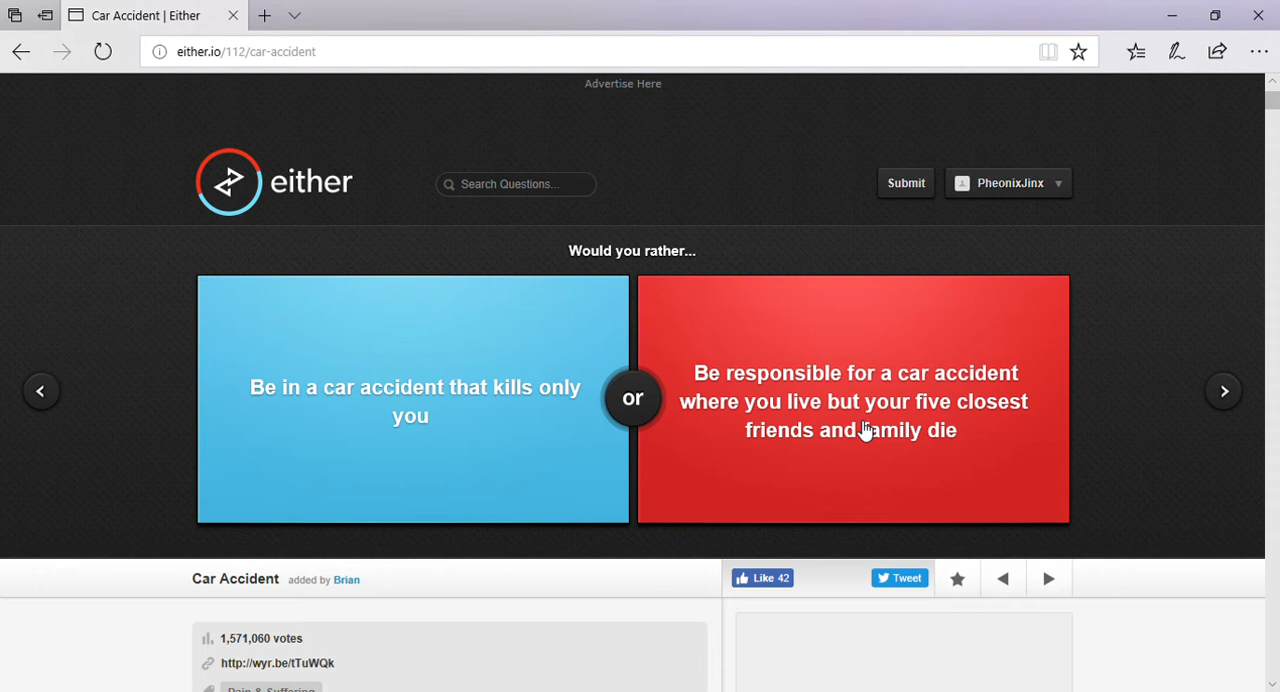 Car Accident | Either
either.io/112/car-accident
Advertise Here
either
Search Questions...
Submit
PheonixJinx
Would you rather...
Be in a car accident that kills only
you
or
Be responsible for a car accident
where you live but your five closest
friends and family die
Car Accident added by Brian
Like 42
Tweet
1,571,060 votes
http://wyr.be/tTuWQk
Pain & Suffering